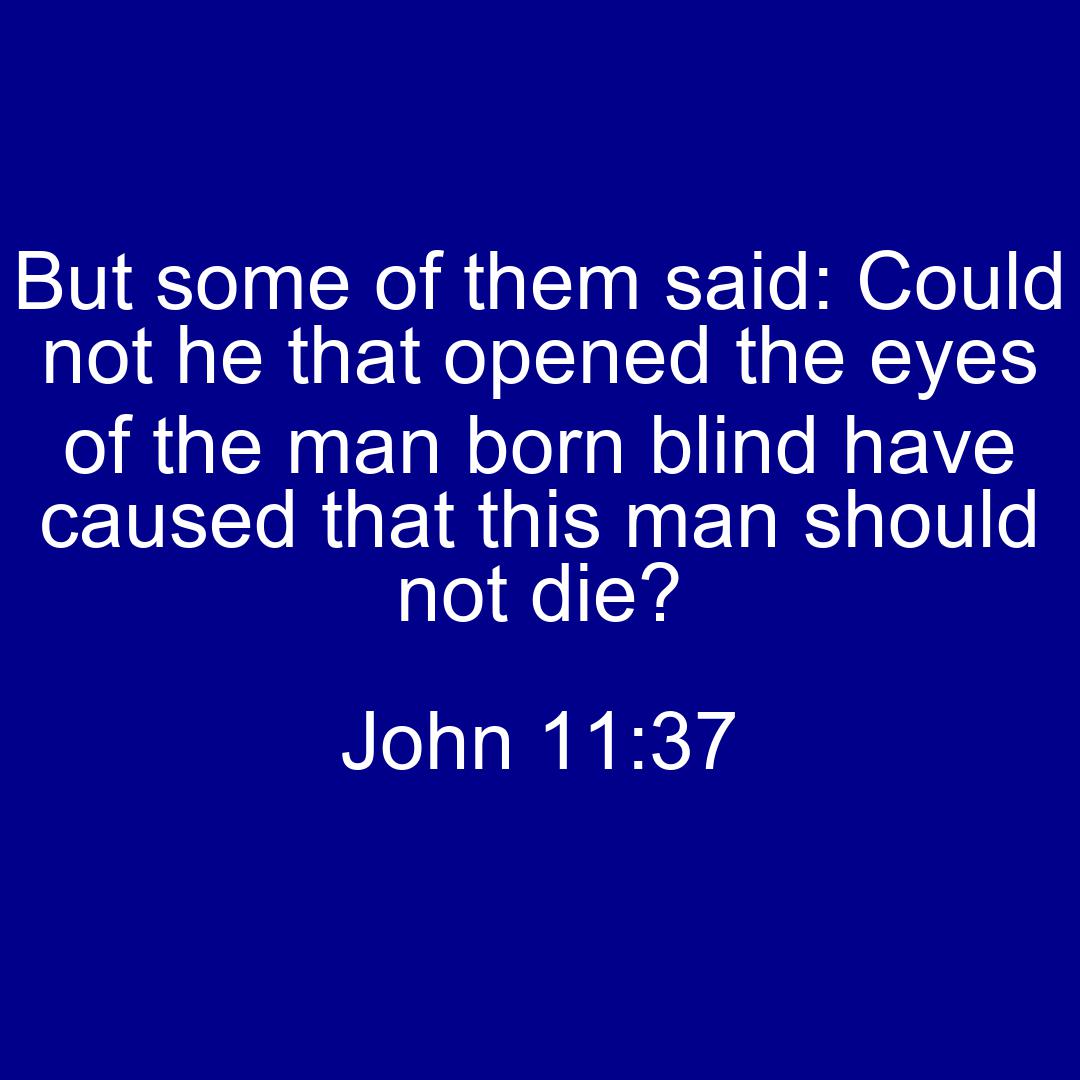 But some of them said: Could
not he that opened the eyes
of the man born blind have
caused that this man should
not die?
John 11:37